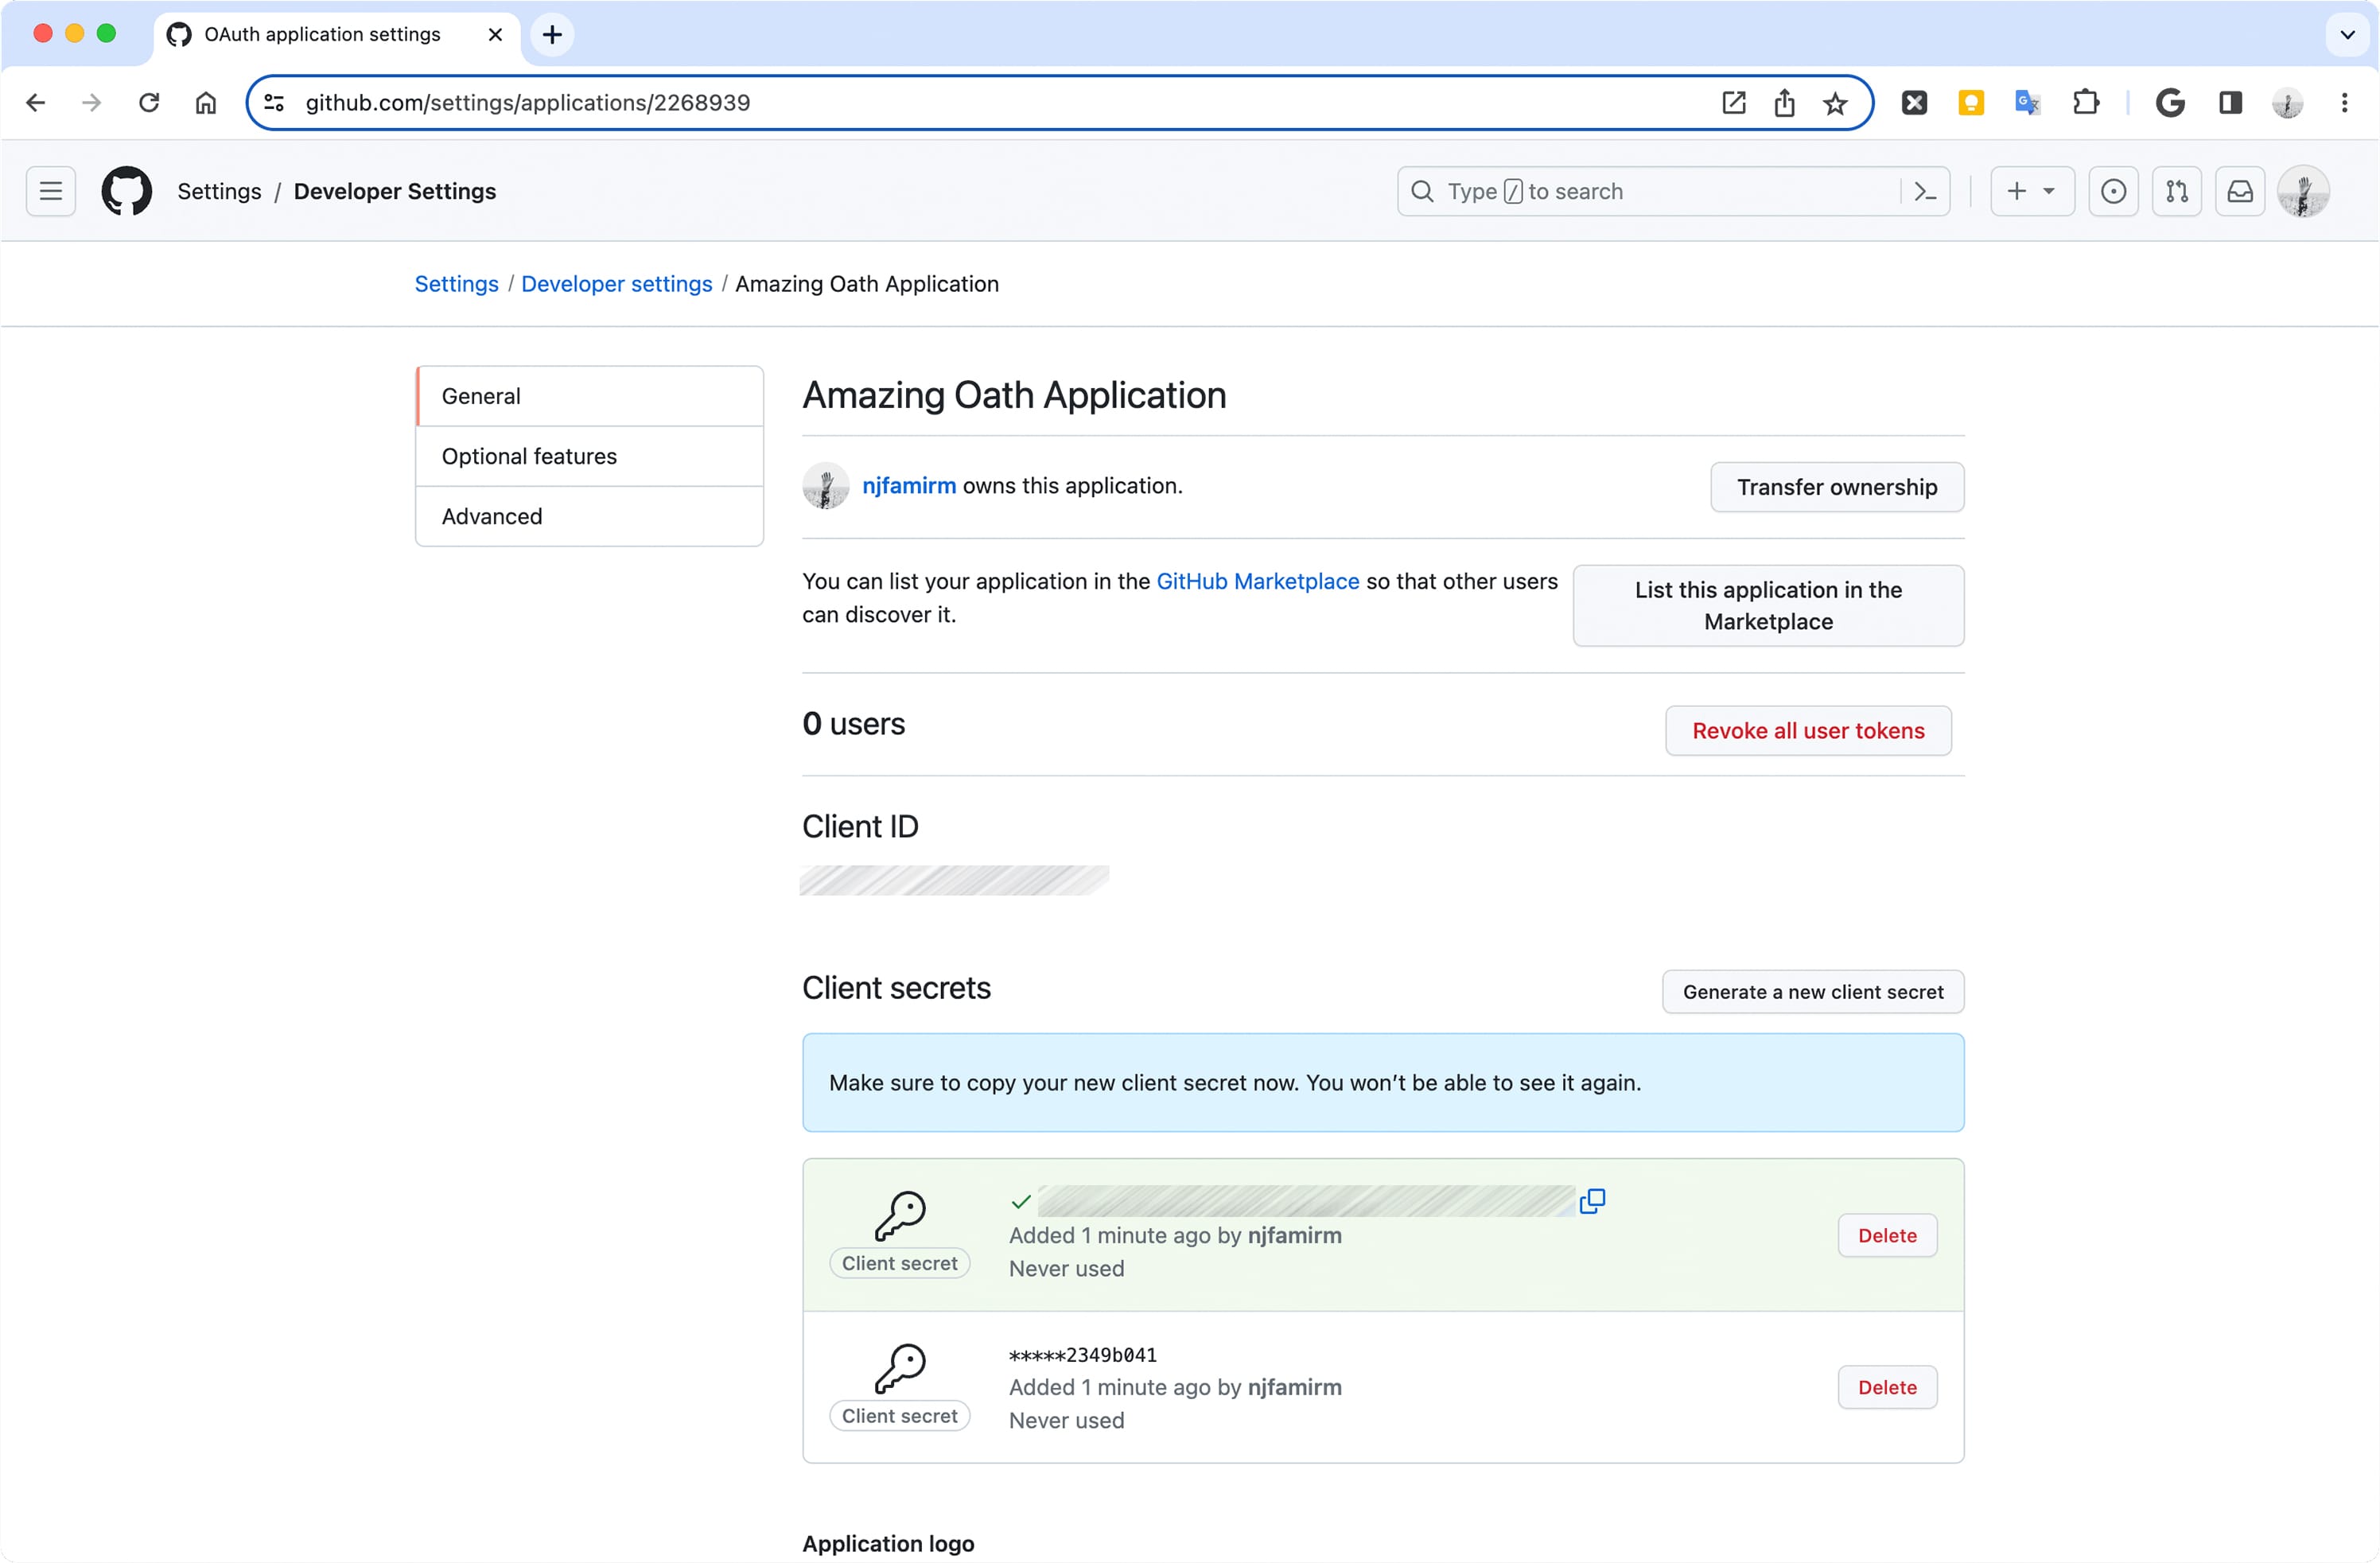 OAuth application settings
github.com/settings/applications/2268939
Settings / Developer Settings
Type / to search
Settings / Developer settings / Amazing Oath Application
General
Optional features
Advanced
Amazing Oath Application
njfamirm owns this application.
Transfer ownership
You can list your application in the GitHub Marketplace so that other users
can discover it.
List this application in the
Marketplace
0 users
Revoke all user tokens
Client ID
Client secrets
Generate a new client secret
Make sure to copy your new client secret now. You won’t be able to see it again.
Client secret
Added 1 minute ago by njfamirm
Never used
Delete
Client secret
*****2349b041
Added 1 minute ago by njfamirm
Never used
Delete
Application logo